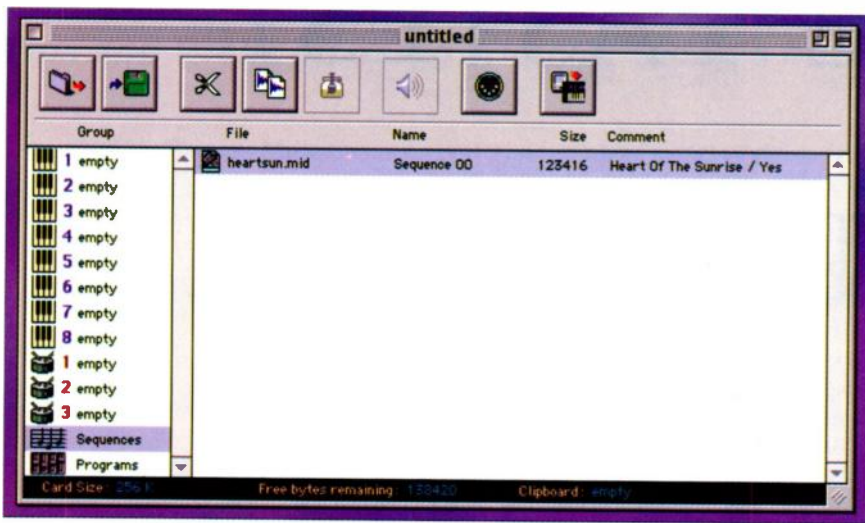 untitled
Group File Name Size Comment
1 empty heartsun.mid Sequence 00 123416 Heart Of The Sunrise / Yes
2 empty
3 empty
4 empty
5 empty
6 empty
7 empty
8 empty
1 empty
2 empty
3 empty
Sequences
Programs
Card Size: 256 K Free bytes remaining: 138420 Clipboard: empty